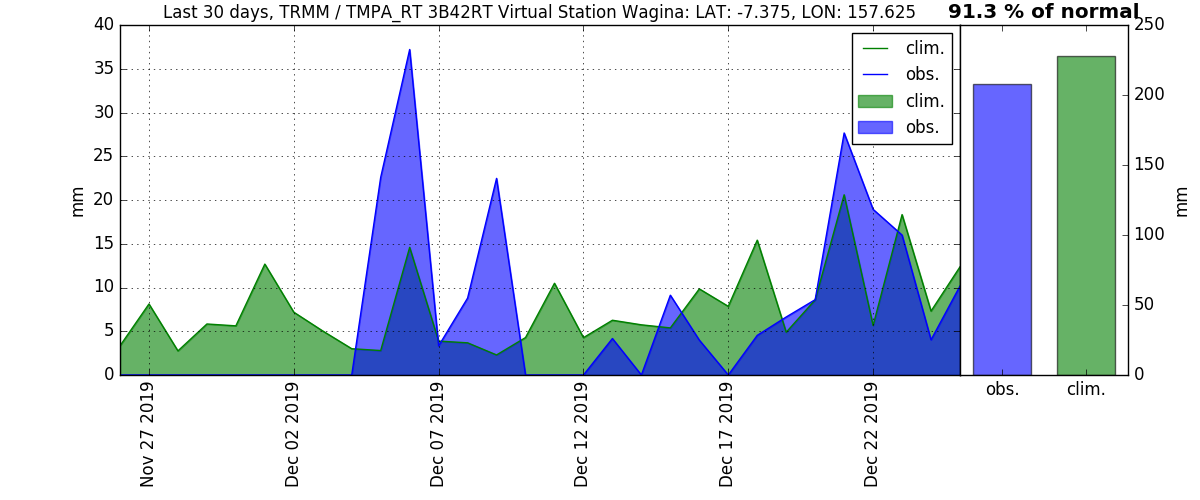 Last 30 days, TRMM / TMPA_RT 3B42RT Virtual Station Wagina: LAT: -7.375, LON: 157.625
91.3 % of normal
mm
40
35
30
25
20
15
10
5
0
clim.
obs.
clim.
obs.
Nov 27 2019
Dec 02 2019
Dec 07 2019
Dec 12 2019
Dec 17 2019
Dec 22 2019
250
200
150
100
50
0
mm
obs.
clim.